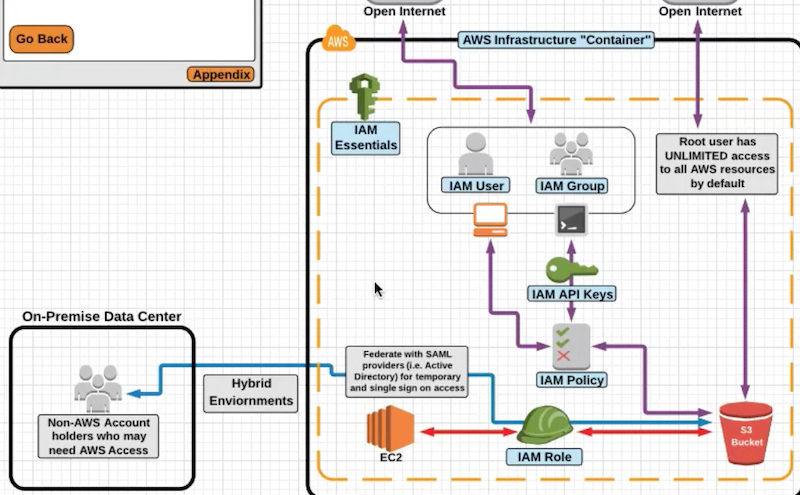 Open Internet
Open Internet
Go Back
AWS
AWS Infrastructure "Container"
Appendix
IAM
Essentials
Root user has
UNLIMITED access
to all AWS resources
by default
IAM User
IAM Group
IAM API Keys
On-Premise Data Center
Federate with SAML
providers (i.e. Active
Directory) for temporary
and single sign on access
IAM Policy
Hybrid
Enviornments
Non-AWS Account
holders who may
need AWS Access
S3
Bucket
EC2
IAM Role